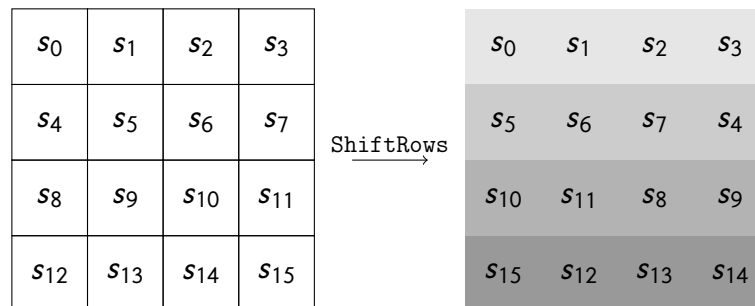 s₀ s₁ s₂ s₃ s₀ s₁ s₂ s₃
s₄ s₅ s₆ s₇ s₅ s₆ s₇ s₄
ShiftRows
s₈ s₉ s₁₀ s₁₁ s₁₀ s₁₁ s₈ s₉
s₁₂ s₁₃ s₁₄ s₁₅ s₁₅ s₁₂ s₁₃ s₁₄